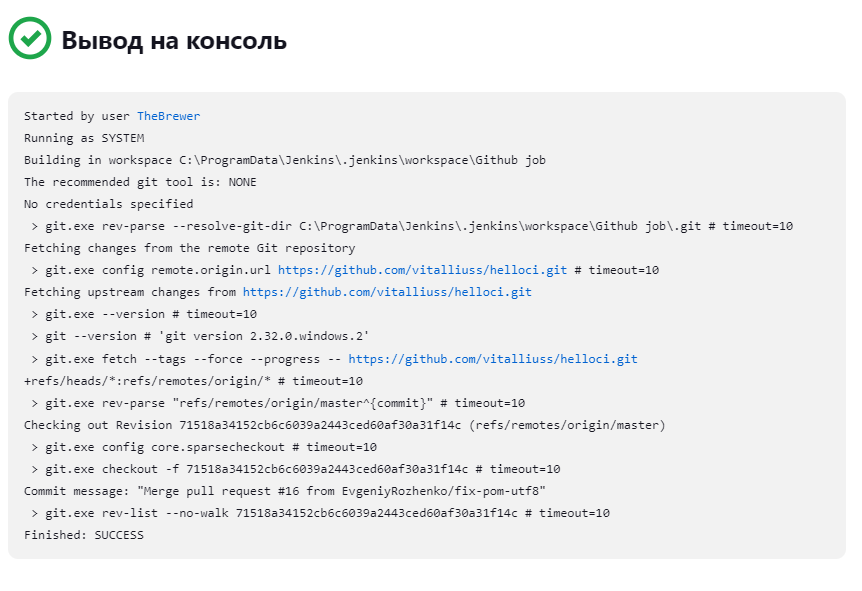 Вывод на консоль
Started by user TheBrewer
Running as SYSTEM
Building in workspace C:\ProgramData\Jenkins\.jenkins\workspace\Github job
The recommended git tool is: NONE
No credentials specified
 > git.exe rev-parse --resolve-git-dir C:\ProgramData\Jenkins\.jenkins\workspace\Github job\.git # timeout=10
Fetching changes from the remote Git repository
 > git.exe config remote.origin.url https://github.com/vitalliuss/helloci.git # timeout=10
Fetching upstream changes from https://github.com/vitalliuss/helloci.git
 > git.exe --version # timeout=10
 > git --version # 'git version 2.32.0.windows.2'
 > git.exe fetch --tags --force --progress -- https://github.com/vitalliuss/helloci.git
+refs/heads/*:refs/remotes/origin/* # timeout=10
 > git.exe rev-parse "refs/remotes/origin/master^{commit}" # timeout=10
Checking out Revision 71518a34152cb6c6039a2443ced60af30a31f14c (refs/remotes/origin/master)
 > git.exe config core.sparsecheckout # timeout=10
 > git.exe checkout -f 71518a34152cb6c6039a2443ced60af30a31f14c # timeout=10
Commit message: "Merge pull request #16 from EvgeniyRozhenko/fix-pom-utf8"
 > git.exe rev-list --no-walk 71518a34152cb6c6039a2443ced60af30a31f14c # timeout=10
Finished: SUCCESS